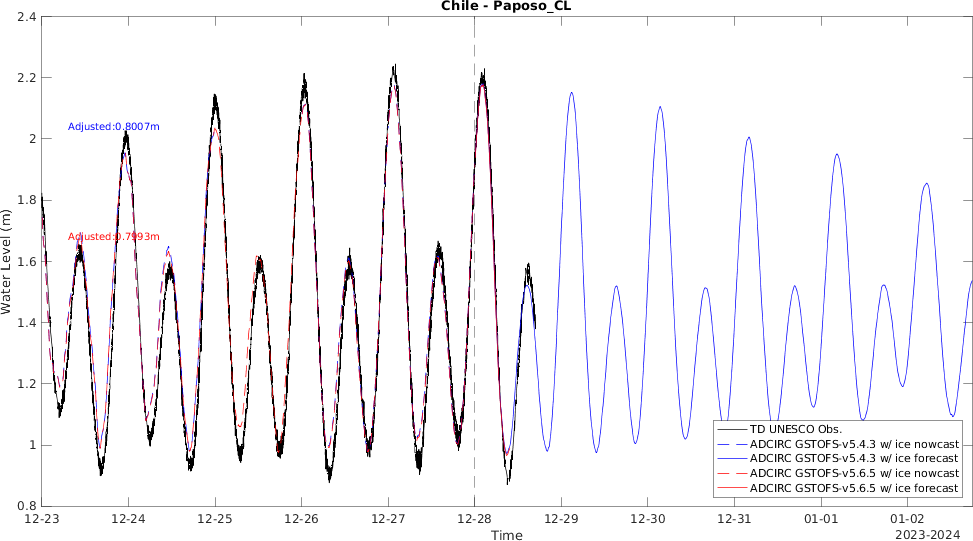 Chile - Paposo_CL
2.4
2.2
2
1.8
1.6
1.4
1.2
1
0.8
Water Level (m)
Adjusted:0.8007m
Adjusted:0.7993m
TD UNESCO Obs.
ADCIRC GSTOFS-v5.4.3 w/ ice nowcast
ADCIRC GSTOFS-v5.4.3 w/ ice forecast
ADCIRC GSTOFS-v5.6.5 w/ ice nowcast
ADCIRC GSTOFS-v5.6.5 w/ ice forecast
12-23 12-24 12-25 12-26 12-27 12-28 12-29 12-30 12-31 01-01 01-02
Time
2023-2024